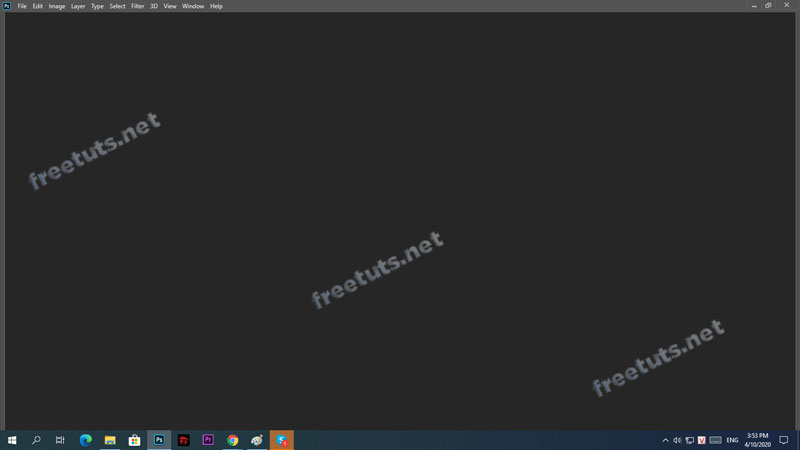 Ps File Edit Image Layer Type Select Filter 3D View Window Help
freetuts.net
freetuts.net
freetuts.net
Ps Pr S V ENG 3:53 PM
4/10/2020